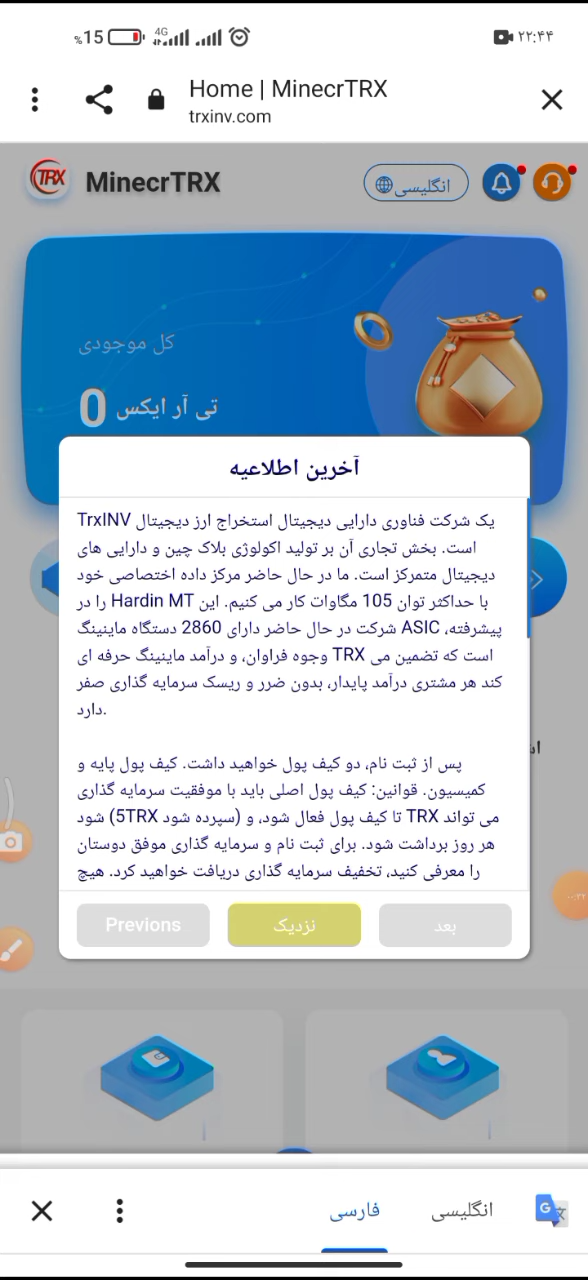 %15
4G
۲۲:۴۴
Home | MinecrTRX
trxinv.com
TRX
MinecrTRX
انگلیسی
کل موجودی
0 تی آر ایکس
آخرین اطلاعیه
یک شرکت فناوری دارایی دیجیتال استخراج ارز دیجیتال TrxINV
است. بخش تجاری آن بر تولید اکولوژی بلاک چین و دارایی های
دیجیتال متمرکز است. ما در حال حاضر مرکز داده اختصاصی خود
را در Hardin MT با حداکثر توان 105 مگاوات کار می کنیم. این
شرکت در حال حاضر دارای 2860 دستگاه ماینینگ ASIC پیشرفته،
وجوه فراوان، و درآمد ماینینگ حرفه ای TRX است که تضمین می
کند هر مشتری درآمد پایدار، بدون ضرر و ریسک سرمایه گذاری صفر
دارد.
پس از ثبت نام، دو کیف پول خواهید داشت. کیف پول پایه و
کمیسیون. قوانین: کیف پول اصلی باید با موفقیت سرمایه گذاری
شود (سپرده شود 5TRX) تا کیف پول فعال شود، و TRX می تواند
هر روز برداشت شود. برای ثبت نام و سرمایه گذاری موفق دوستان
را معرفی کنید، تخفیف سرمایه گذاری دریافت خواهید کرد. هیچ
Previons
نزدیک
بعد
۰۰:۳۲
فارسی
انگلیسی
G